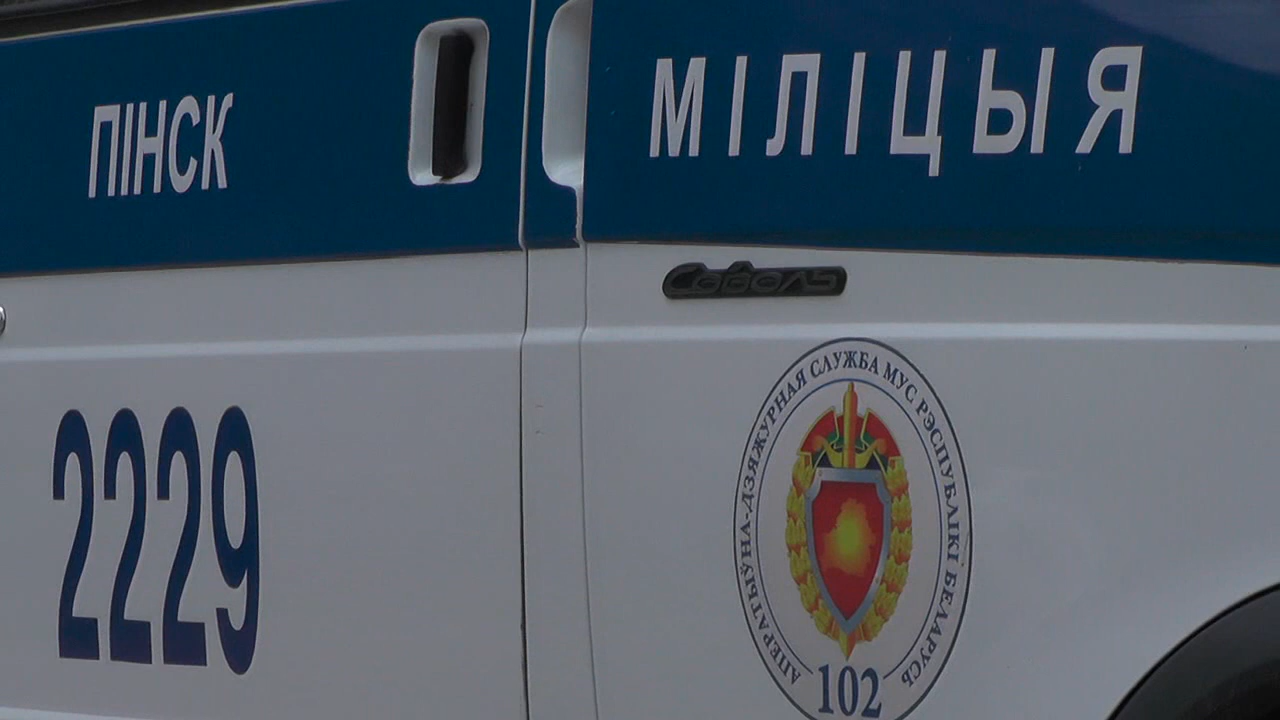 ПІНСК
МІЛІЦЫЯ
Соболь
2229
АПЕРАТЫЎНА-ДЗЯЖУРНАЯ СЛУЖБА МУС РЭСПУБЛІКІ БЕЛАРУСЬ
102